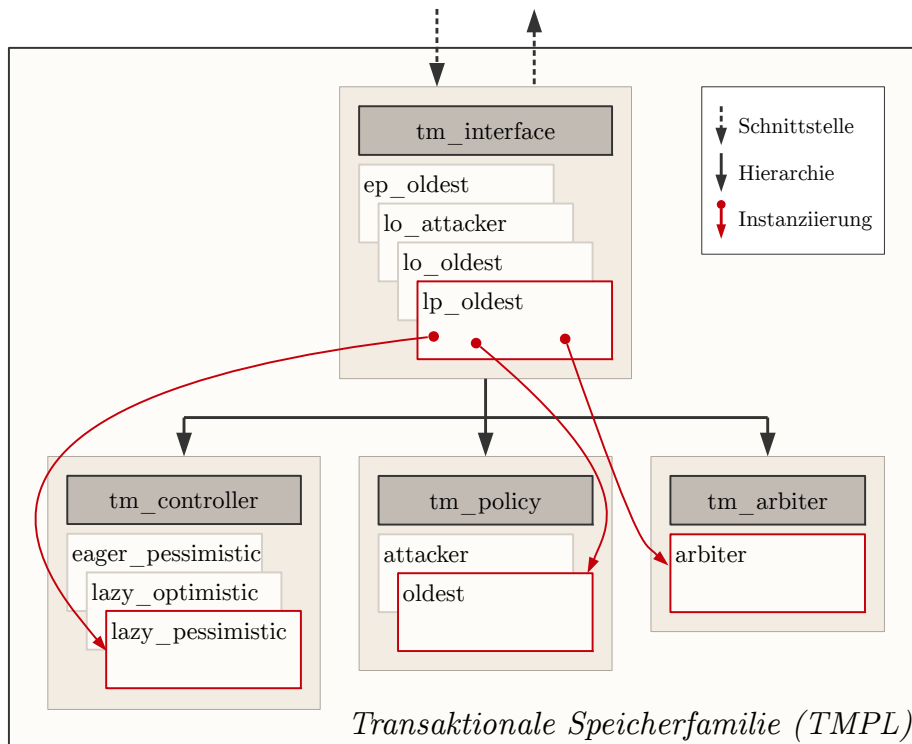 tm_interface
ep_oldest
lo_attacker
lo_oldest
lp_oldest
Schnittstelle
Hierarchie
Instanziierung
tm_controller
eager_pessimistic
lazy_optimistic
lazy_pessimistic
tm_policy
attacker
oldest
tm_arbiter
arbiter
Transaktionale Speicherfamilie (TMPL)